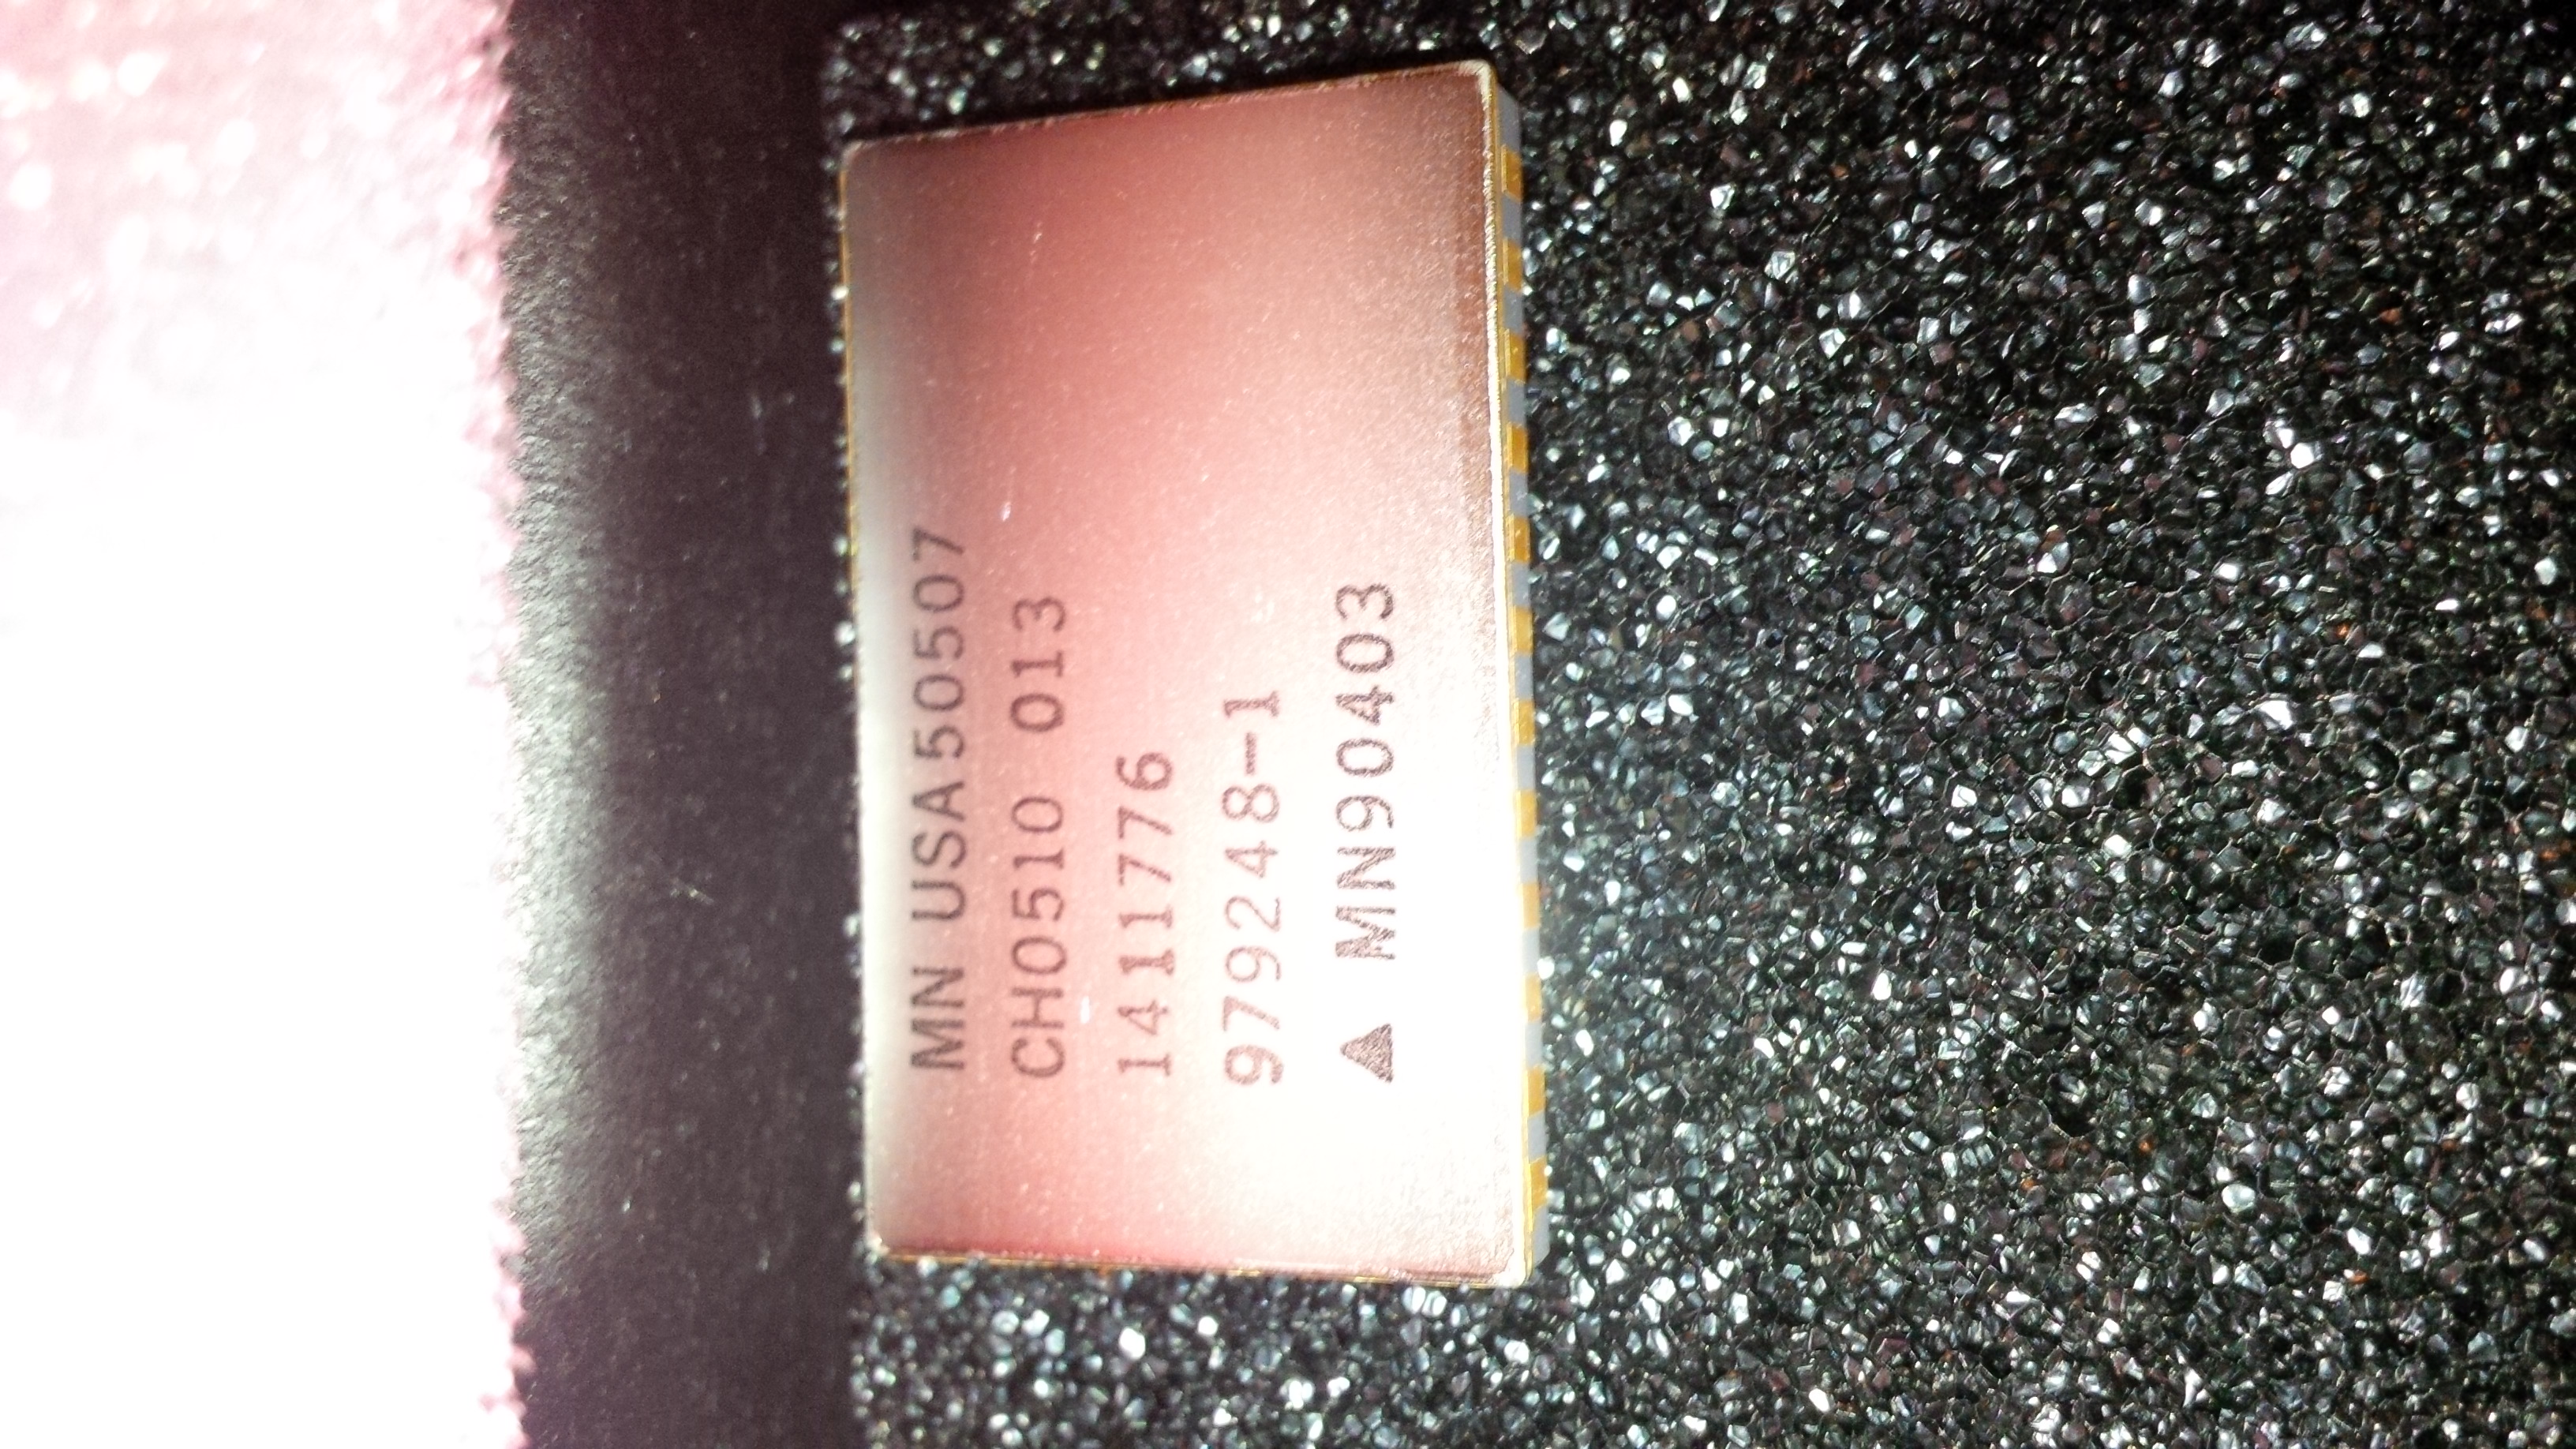 MN USA50507
CH0510 013
1411776
979248-1
▲ MN90403